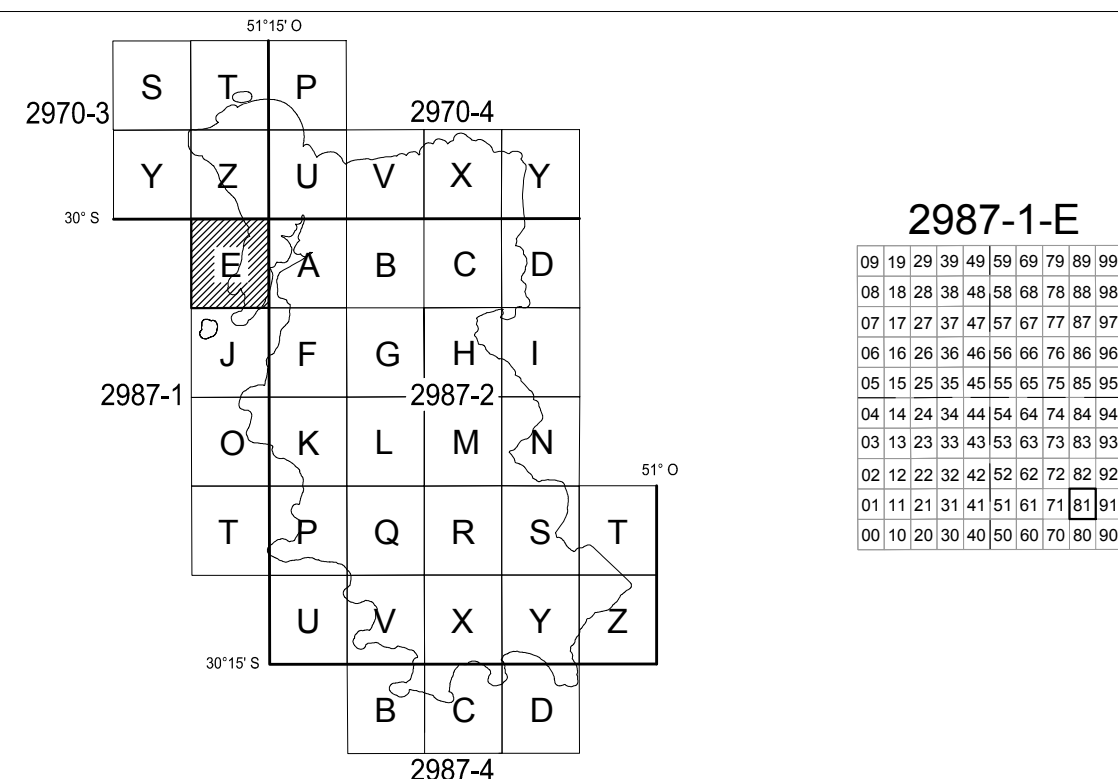 51°15' O
S T P
2970-3 2970-4
Y Z U V X Y
30° S
E A B C D
J F G H I
2987-1 2987-2
O K L M N
51° O
T P Q R S T
U V X Y Z
30°15' S
B C D
2987-4
2987-1-E
09 19 29 39 49 59 69 79 89 99
08 18 28 38 48 58 68 78 88 98
07 17 27 37 47 57 67 77 87 97
06 16 26 36 46 56 66 76 86 96
05 15 25 35 45 55 65 75 85 95
04 14 24 34 44 54 64 74 84 94
03 13 23 33 43 53 63 73 83 93
02 12 22 32 42 52 62 72 82 92
01 11 21 31 41 51 61 71 81 91
00 10 20 30 40 50 60 70 80 90